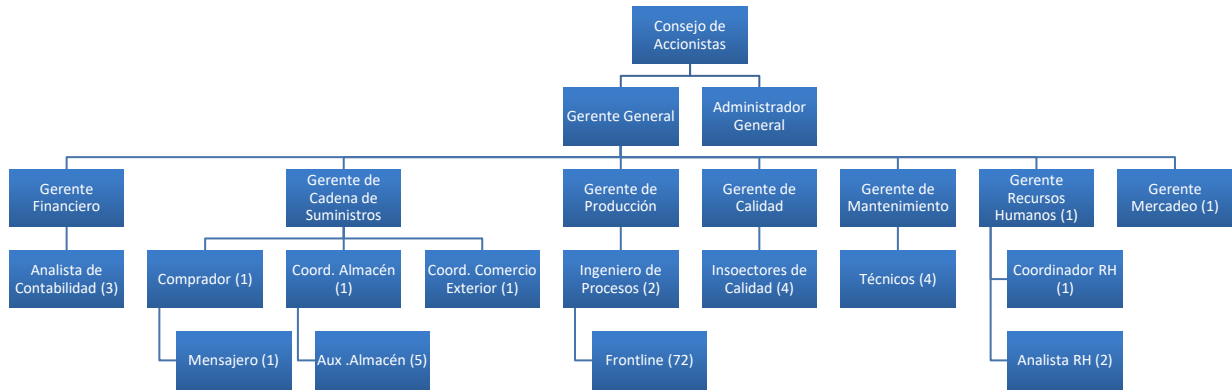 Consejo de
Accionistas
Gerente General
Administrador
General
Gerente
Financiero
Gerente de
Cadena de
Suministros
Gerente de
Producción
Gerente de
Calidad
Gerente de
Mantenimiento
Gerente
Recursos
Humanos (1)
Gerente
Mercadeo (1)
Analista de
Contabilidad (3)
Comprador (1)
Coord. Almacén
(1)
Coord. Comercio
Exterior (1)
Ingeniero de
Procesos (2)
Insoectores de
Calidad (4)
Técnicos (4)
Coordinador RH
(1)
Mensajero (1)
Aux .Almacén (5)
Frontline (72)
Analista RH (2)